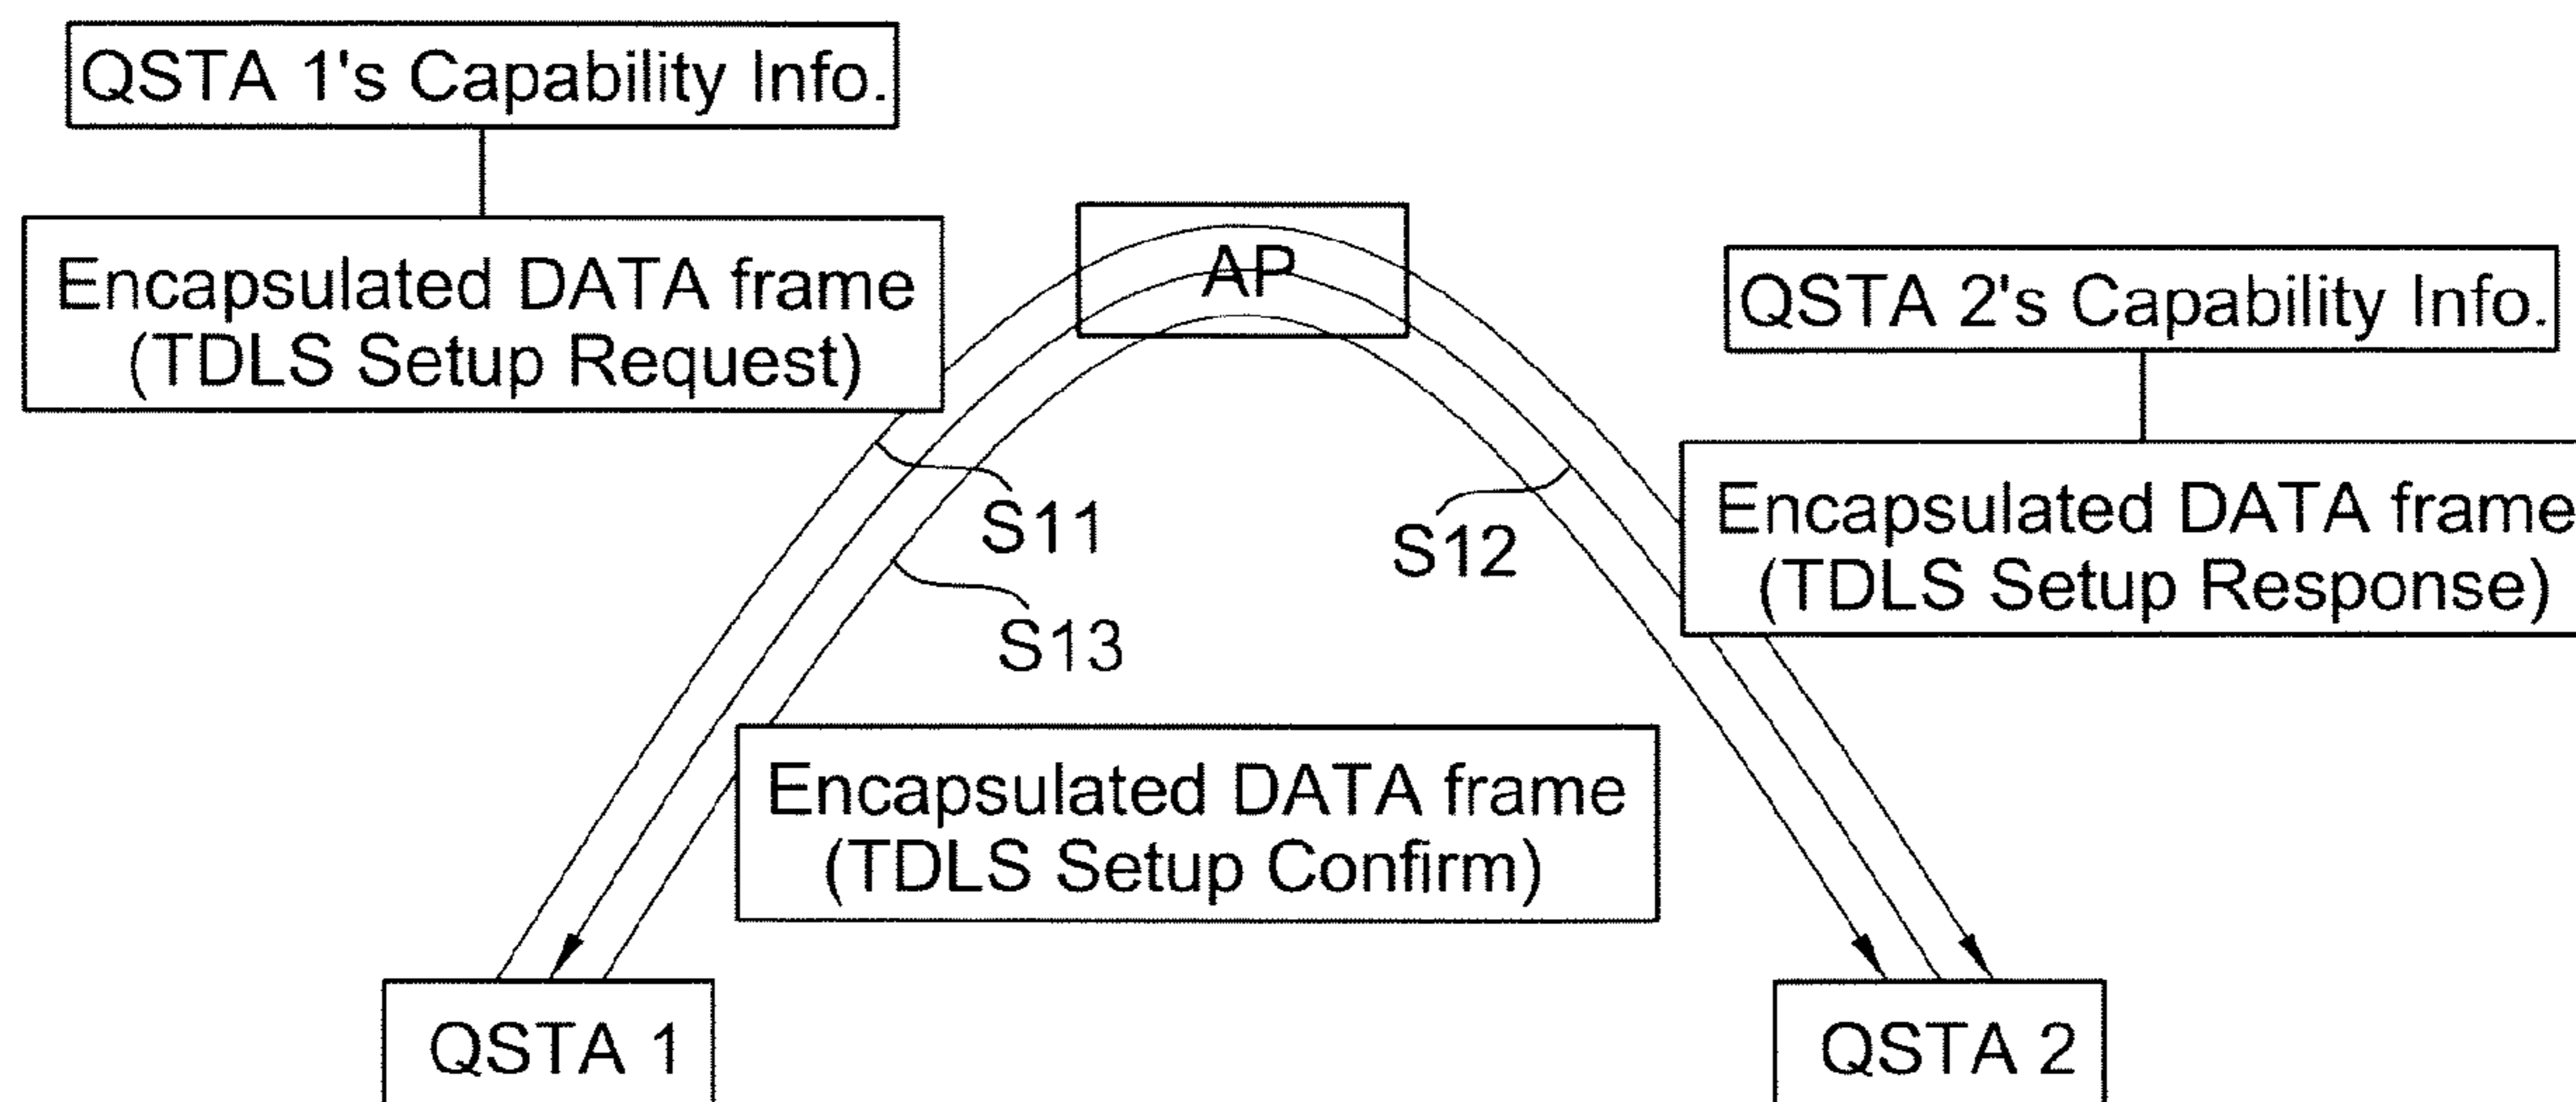 QSTA 1's Capability Info.
Encapsulated DATA frame
(TDLS Setup Request)
AP
QSTA 2's Capability Info.
Encapsulated DATA frame
(TDLS Setup Response)
S11
S12
S13
Encapsulated DATA frame
(TDLS Setup Confirm)
QSTA 1
QSTA 2